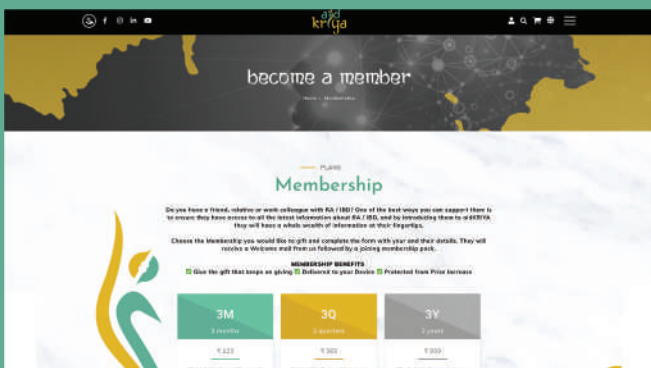 aid
kriya
become a member
Home › Membership
PLANS
Membership
Do you have a friend, relative or work colleague with RA / IBD? One of the best ways you can support them is
to ensure they have access to all the latest information about RA / IBD, and by introducing them to aidKRIYA
they will have a whole wealth of information at their fingertips.
Choose the Membership you would like to gift and complete the form with your and their details. They will
receive a Welcome mail from us followed by a joining membership pack.
MEMBERSHIP BENEFITS
Give the gift that keeps on giving Delivered to your Device Protected from Price Increase
3M 3Q 3Y
3 months 3 quarters 3 years